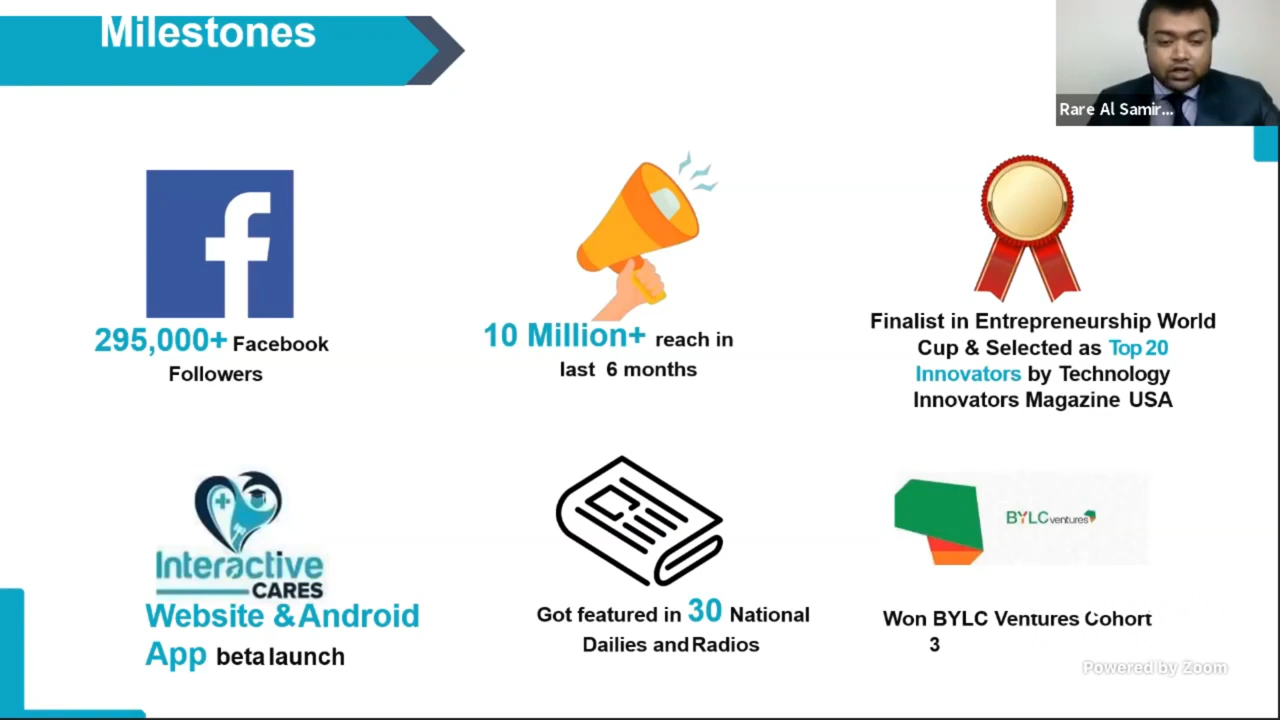 Milestones
Rare Al Samir...
295,000+ Facebook
Followers
10 Million+ reach in
last 6 months
Finalist in Entrepreneurship World
Cup & Selected as Top 20
Innovators by Technology
Innovators Magazine USA
Interactive
CARES
Website & Android
App beta launch
Got featured in 30 National
Dailies and Radios
BYLC ventures
Won BYLC Ventures Cohort
3
Powered by Zoom